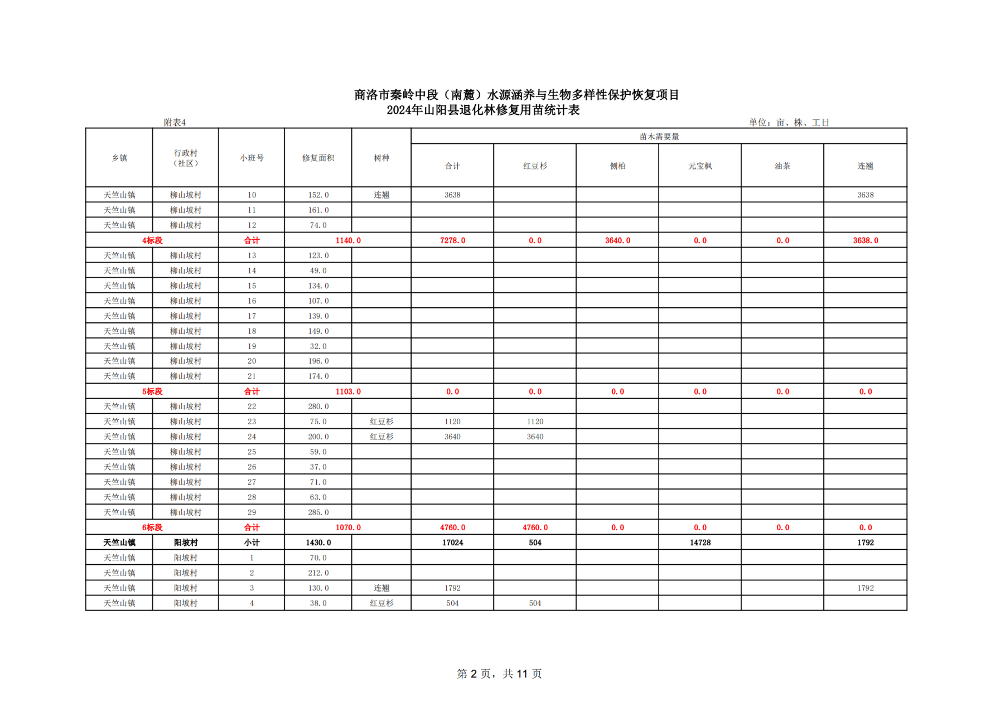 商洛市秦岭中段（南麓）水源涵养与生物多样性保护恢复项目
2024年山阳县退化林修复用苗统计表
附表4 单位：亩、株、工日
乡镇 行政村（社区） 小班号 修复面积 树种 苗木需要量
合计 红豆杉 侧柏 元宝枫 油茶 连翘
天竺山镇 柳山坡村 10 152.0 连翘 3638 3638
天竺山镇 柳山坡村 11 161.0
天竺山镇 柳山坡村 12 74.0
4标段 合计 1140.0 7278.0 0.0 3640.0 0.0 0.0 3638.0
天竺山镇 柳山坡村 13 123.0
天竺山镇 柳山坡村 14 49.0
天竺山镇 柳山坡村 15 134.0
天竺山镇 柳山坡村 16 107.0
天竺山镇 柳山坡村 17 139.0
天竺山镇 柳山坡村 18 149.0
天竺山镇 柳山坡村 19 32.0
天竺山镇 柳山坡村 20 196.0
天竺山镇 柳山坡村 21 174.0
5标段 合计 1103.0 0.0 0.0 0.0 0.0 0.0 0.0
天竺山镇 柳山坡村 22 280.0
天竺山镇 柳山坡村 23 75.0 红豆杉 1120 1120
天竺山镇 柳山坡村 24 200.0 红豆杉 3640 3640
天竺山镇 柳山坡村 25 59.0
天竺山镇 柳山坡村 26 37.0
天竺山镇 柳山坡村 27 71.0
天竺山镇 柳山坡村 28 63.0
天竺山镇 柳山坡村 29 285.0
6标段 合计 1070.0 4760.0 4760.0 0.0 0.0 0.0 0.0
天竺山镇 阳坡村 小计 1430.0 17024 504 14728 1792
天竺山镇 阳坡村 1 70.0
天竺山镇 阳坡村 2 212.0
天竺山镇 阳坡村 3 130.0 连翘 1792 1792
天竺山镇 阳坡村 4 38.0 红豆杉 504 504
第 2 页，共 11 页